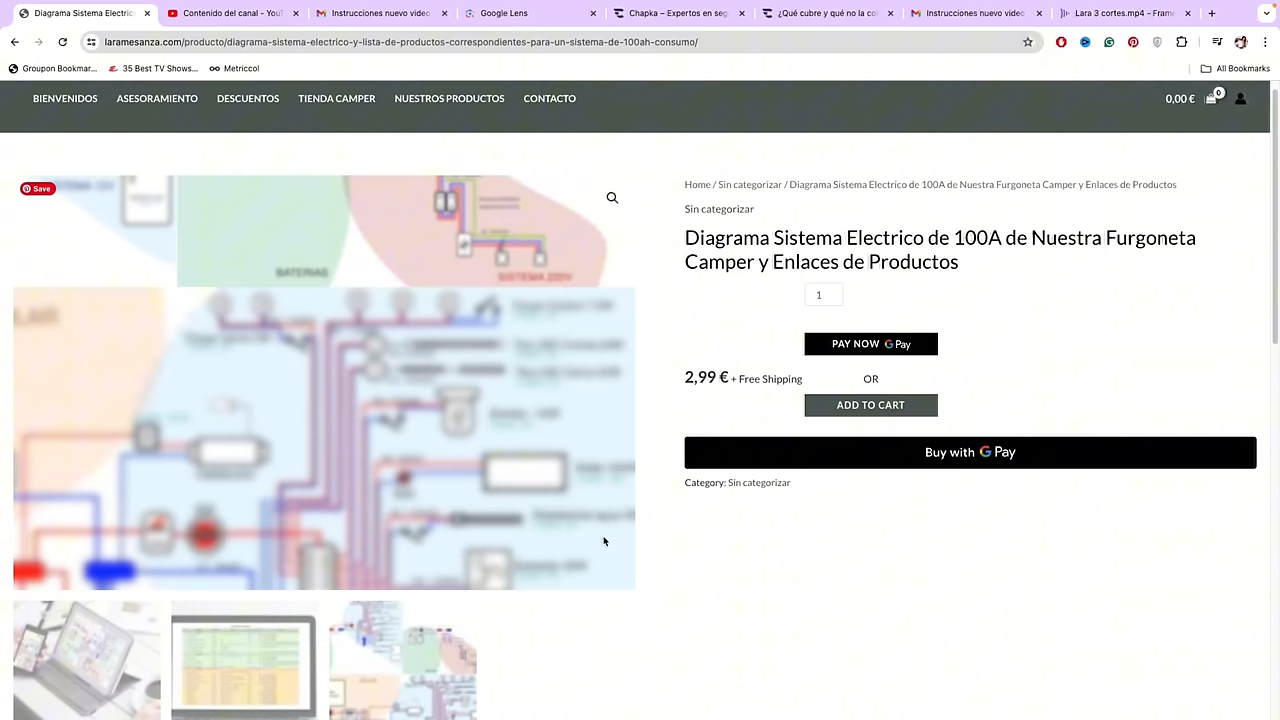 Diagrama Sistema Electric
Contenido del canal - YouT
Instrucciones nuevo video
Google Lens
Chapka – Expertos en seg
¿Qué cubre y qué no la co
Instrucciones nuevo video
Lara 3 cortes.mp4 – Frame
laramesanza.com/producto/diagrama-sistema-electrico-y-lista-de-productos-correspondientes-para-un-sistema-de-100ah-consumo/
Groupon Bookmar...
35 Best TV Shows...
Metriccol
All Bookmarks
BIENVENIDOS
ASESORAMIENTO
DESCUENTOS
TIENDA CAMPER
NUESTROS PRODUCTOS
CONTACTO
0,00 €
0
Save
Home / Sin categorizar / Diagrama Sistema Electrico de 100A de Nuestra Furgoneta Camper y Enlaces de Productos
Sin categorizar
Diagrama Sistema Electrico de 100A de Nuestra Furgoneta
Camper y Enlaces de Productos
1
BATERIAS
SISTEMA 220V
PAY NOW G Pay
2,99 € + Free Shipping
OR
ADD TO CART
Buy with G Pay
Category: Sin categorizar